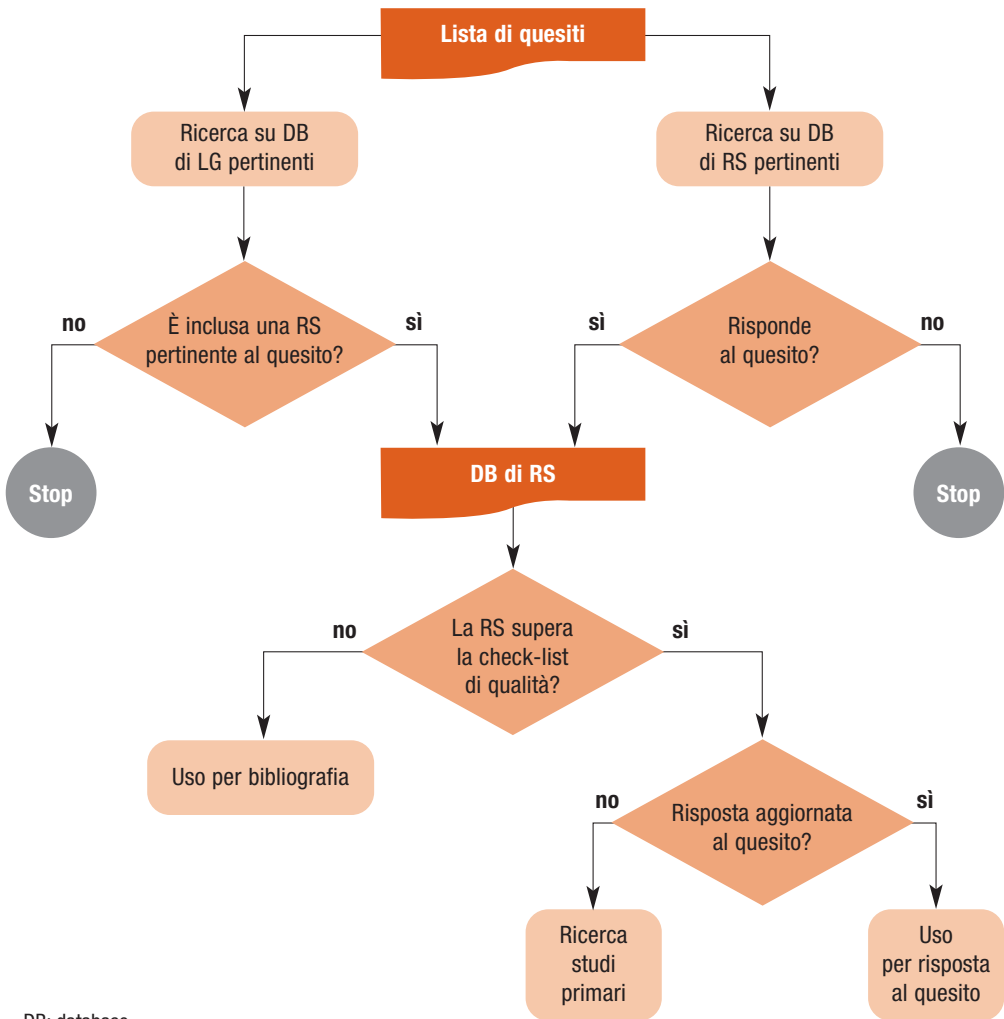 Lista di quesiti
Ricerca su DB
di LG pertinenti
Ricerca su DB
di RS pertinenti
no
È inclusa una RS
pertinente al quesito?
sì
sì
Risponde
al quesito?
no
Stop
DB di RS
Stop
no
La RS supera
la check-list
di qualità?
sì
Uso per bibliografia
no
Risposta aggiornata
al quesito?
sì
Ricerca
studi
primari
Uso
per risposta
al quesito
DB: database